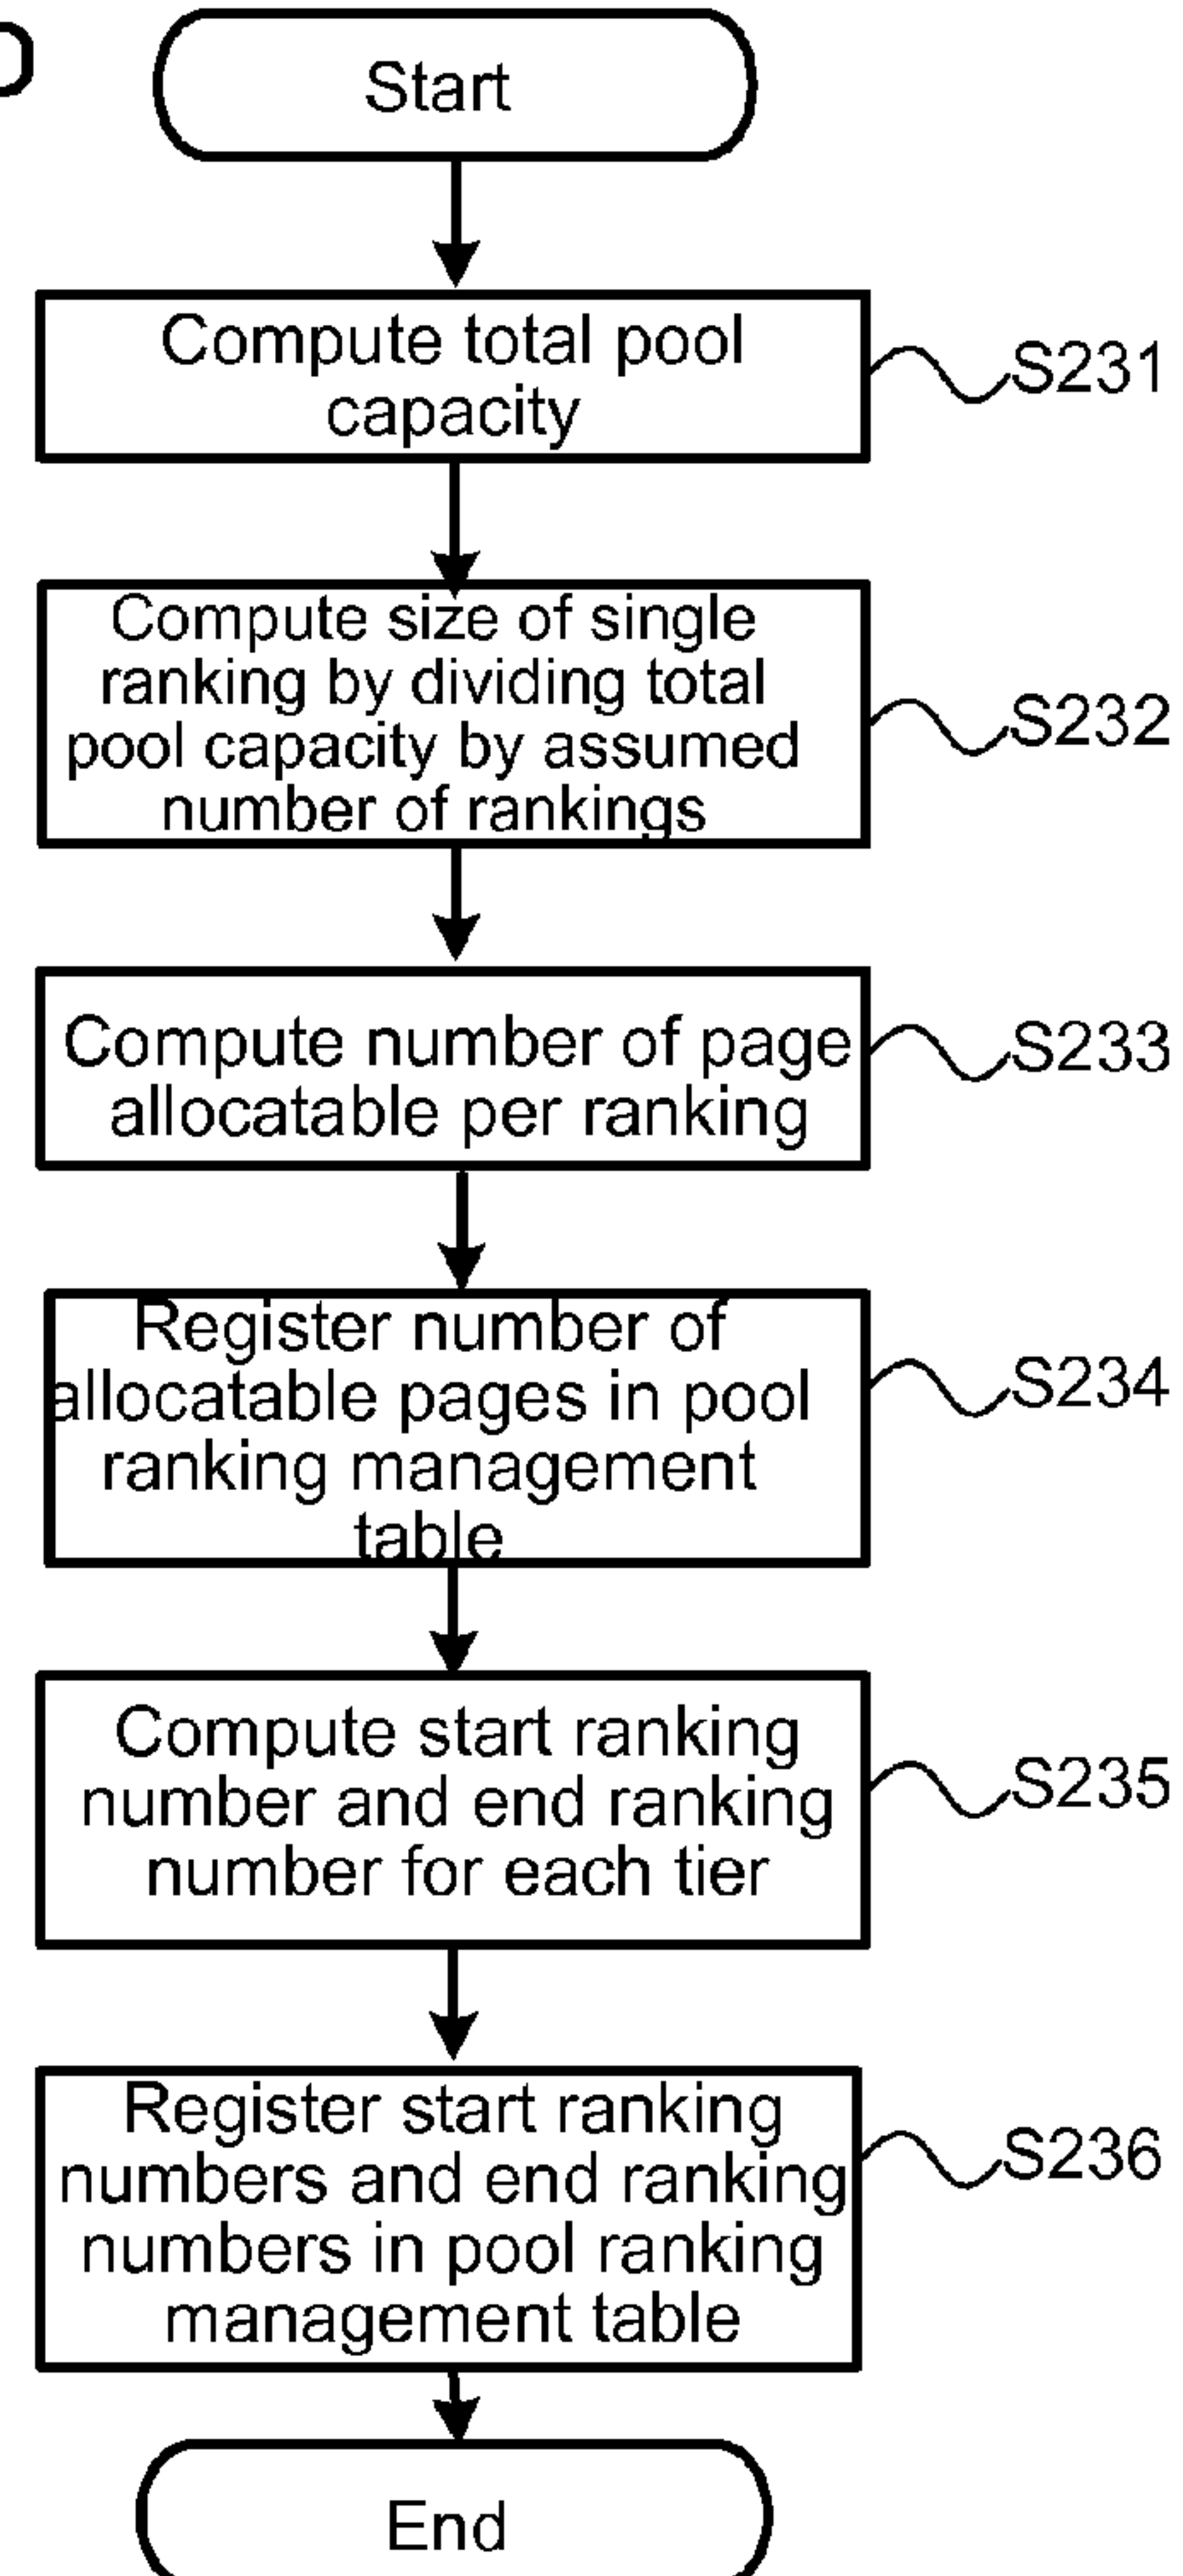 Start
Compute total pool
capacity
S231
Compute size of single
ranking by dividing total
pool capacity by assumed
number of rankings
S232
Compute number of page
allocatable per ranking
S233
Register number of
allocatable pages in pool
ranking management
table
S234
Compute start ranking
number and end ranking
number for each tier
S235
Register start ranking
numbers and end ranking
numbers in pool ranking
management table
S236
End